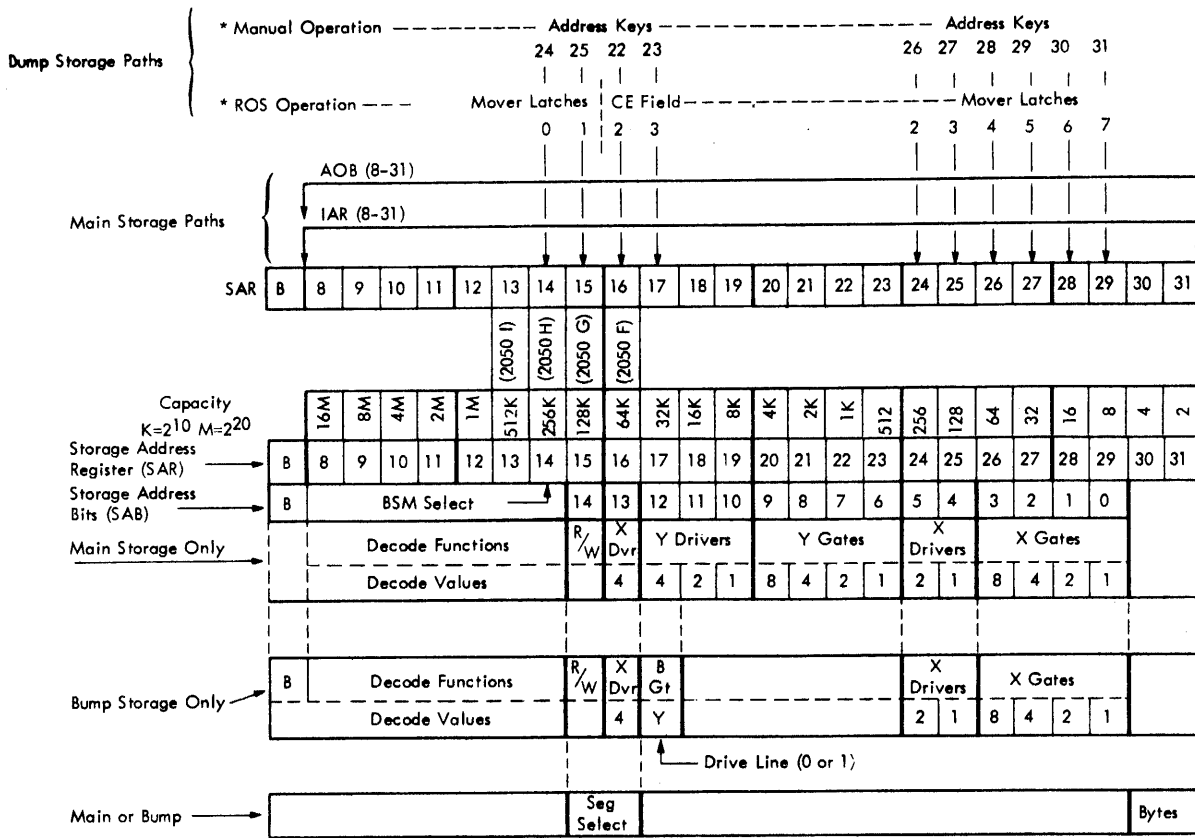 * Manual Operation Address Keys Address Keys
24 25 22 23 26 27 28 29 30 31
Dump Storage Paths
* ROS Operation Mover Latches CE Field Mover Latches
0 1 2 3 2 3 4 5 6 7
AOB (8-31)
Main Storage Paths
IAR (8-31)
SAR B 8 9 10 11 12 13 14 15 16 17 18 19 20 21 22 23 24 25 26 27 28 29 30 31
(2050 I) (2050 H) (2050 G) (2050 F)
Capacity
K=2^10 M=2^20
16M 8M 4M 2M 1M 512K 256K 128K 64K 32K 16K 8K 4K 2K 1K 512 256 128 64 32 16 8 4 2
Storage Address
Register (SAR)
B 8 9 10 11 12 13 14 15 16 17 18 19 20 21 22 23 24 25 26 27 28 29 30 31
Storage Address
Bits (SAB)
B BSM Select 14 13 12 11 10 9 8 7 6 5 4 3 2 1 0
Main Storage Only
Decode Functions R/W X Dvr Y Drivers Y Gates X Drivers X Gates
Decode Values 4 4 2 1 8 4 2 1 2 1 8 4 2 1
Bump Storage Only
B Decode Functions R/W X Dvr B Gt X Drivers X Gates
Decode Values 4 Y 2 1 8 4 2 1
Drive Line (0 or 1)
Main or Bump Seg Select Bytes